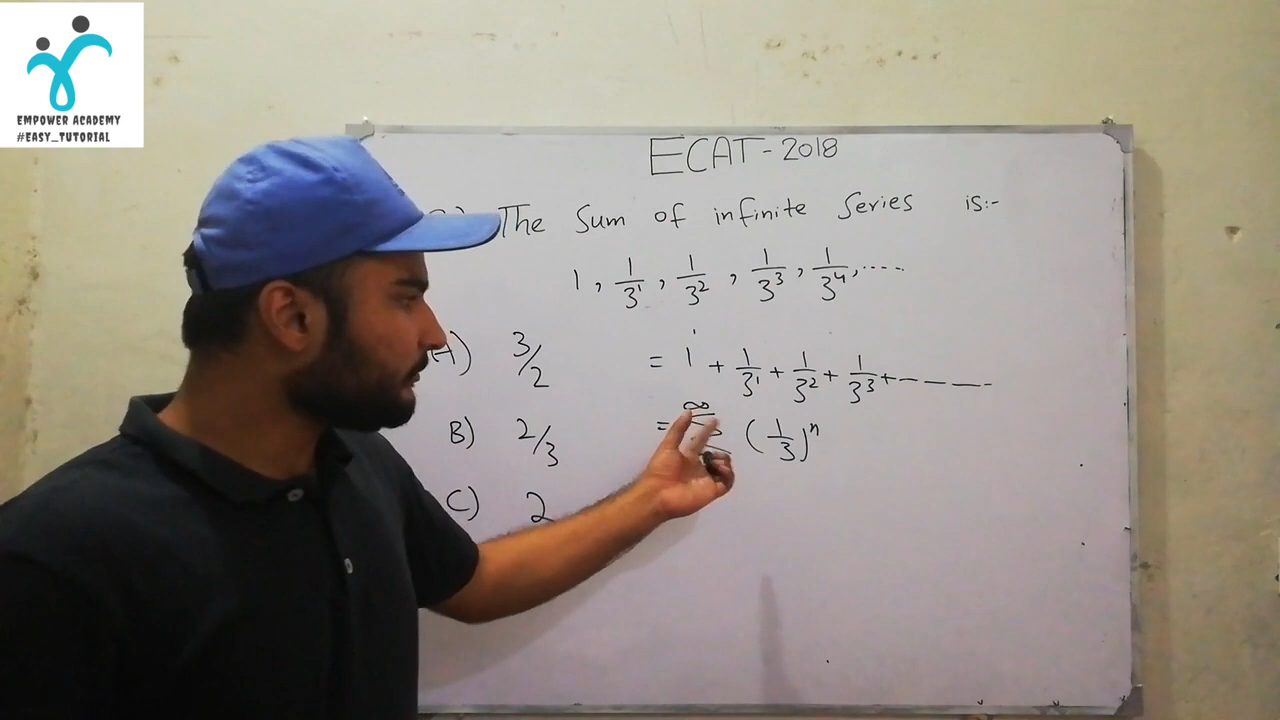 EMPOWER ACADEMY
#EASY_TUTORIAL
ECAT - 2018
The Sum of infinite Series is:-
1, 1/3¹, 1/3², 1/3³, 1/3⁴, .....
A) 3/2
= 1 + 1/3¹ + 1/3² + 1/3³ + - - - -
B) 2/3
= ∞ (1/3)ⁿ
C) 2